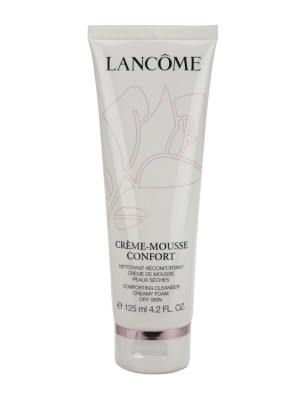 LANCÔME
CRÈME-MOUSSE
CONFORT
NETTOYANT RÉCONFORTANT
CRÈME DE MOUSSE
PEAUX SÈCHES
COMFORTING CLEANSER
CREAMY FOAM
DRY SKIN
e 125 ml 4.2 FL. OZ.